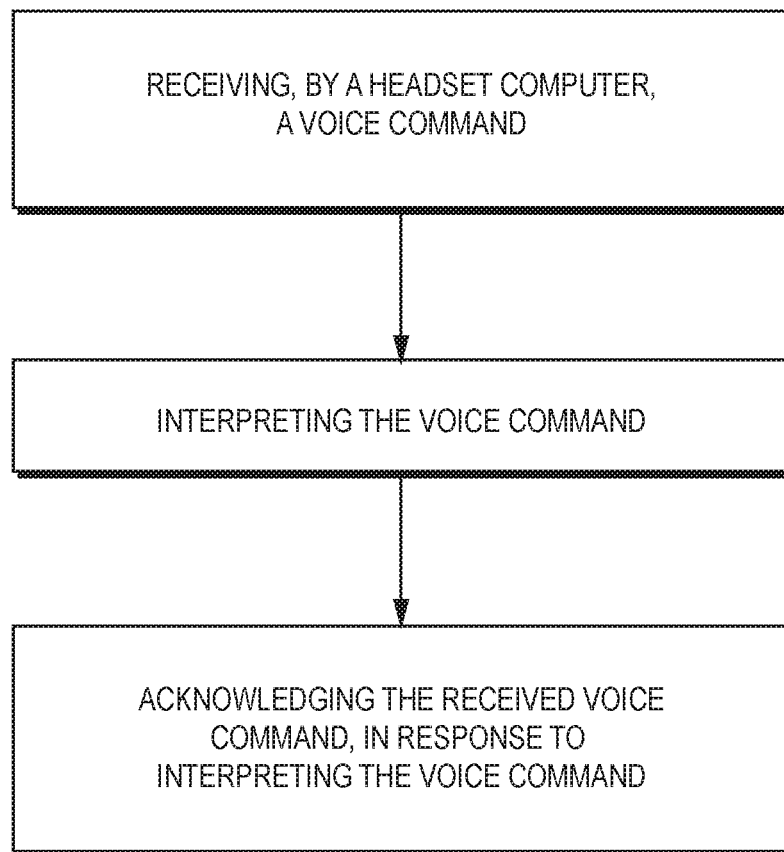 RECEIVING, BY A HEADSET COMPUTER,
A VOICE COMMAND
INTERPRETING THE VOICE COMMAND
ACKNOWLEDGING THE RECEIVED VOICE
COMMAND, IN RESPONSE TO
INTERPRETING THE VOICE COMMAND